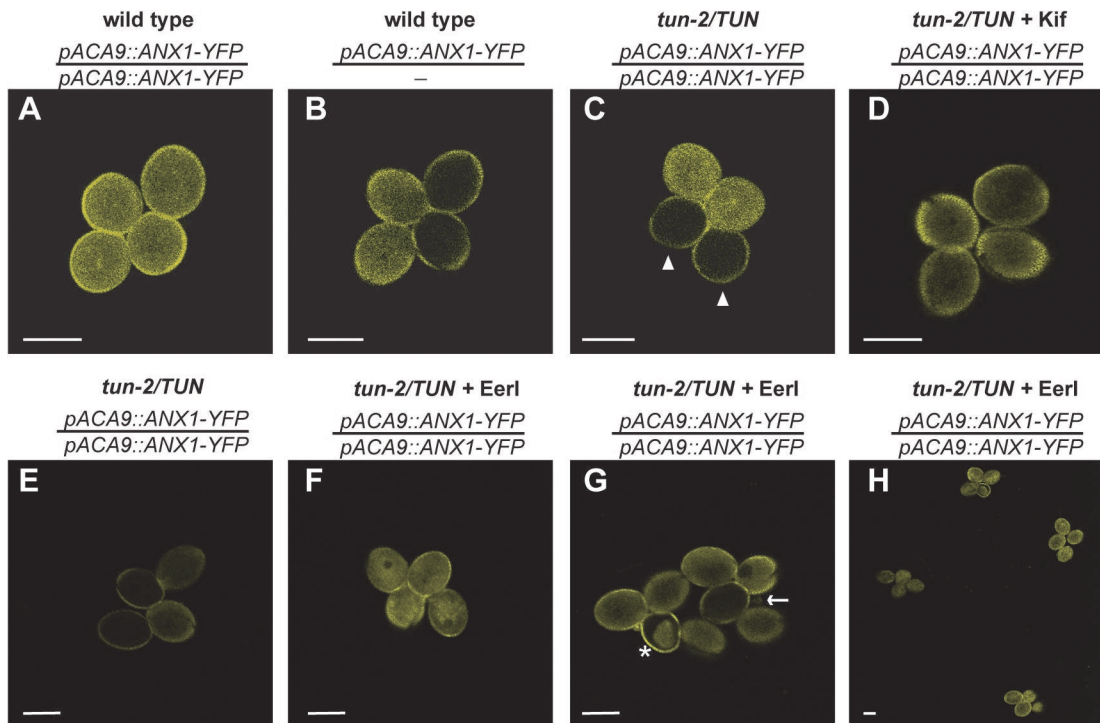 wild type
pACA9::ANX1-YFP
pACA9::ANX1-YFP
A
wild type
pACA9::ANX1-YFP
–
B
tun-2/TUN
pACA9::ANX1-YFP
pACA9::ANX1-YFP
C
tun-2/TUN + Kif
pACA9::ANX1-YFP
pACA9::ANX1-YFP
D
tun-2/TUN
pACA9::ANX1-YFP
pACA9::ANX1-YFP
E
tun-2/TUN + EerI
pACA9::ANX1-YFP
pACA9::ANX1-YFP
F
tun-2/TUN + EerI
pACA9::ANX1-YFP
pACA9::ANX1-YFP
G
*
tun-2/TUN + EerI
pACA9::ANX1-YFP
pACA9::ANX1-YFP
H